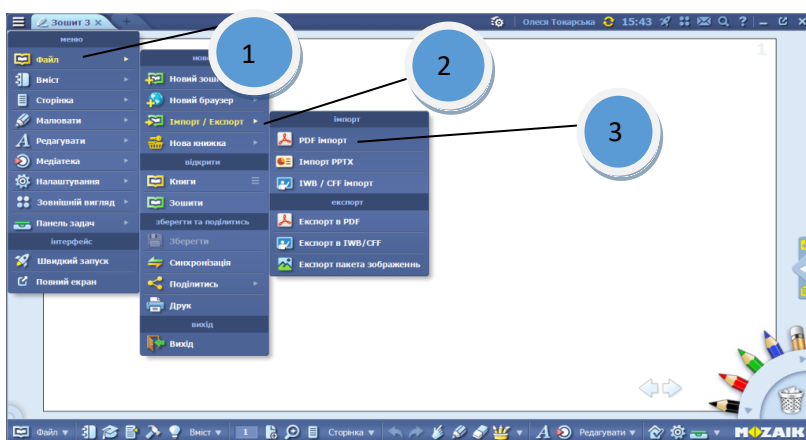 Зошит 3 x
Олеся Токарська
15:43
?
меню
Файл
Вміст
Сторінка
Малювати
Редагувати
Медіатека
Налаштування
Зовнішній вигляд
Панель задач
інтерфейс
Швидкий запуск
Повний екран
Новий браузер
Імпорт / Експорт
Нова книжка
відкрити
Книги
Зошити
зберегти та поділитись
Зберегти
Синхронізація
Поділитись
Друк
вихід
Вихід
імпорт
PDF імпорт
Імпорт PPTX
IWB / CFF імпорт
експорт
Експорт в PDF
Експорт в IWB/CFF
Експорт пакета зображеннь
1
2
3
1
Файл
Вміст
1
Сторінка
Редагувати
MOZAIK